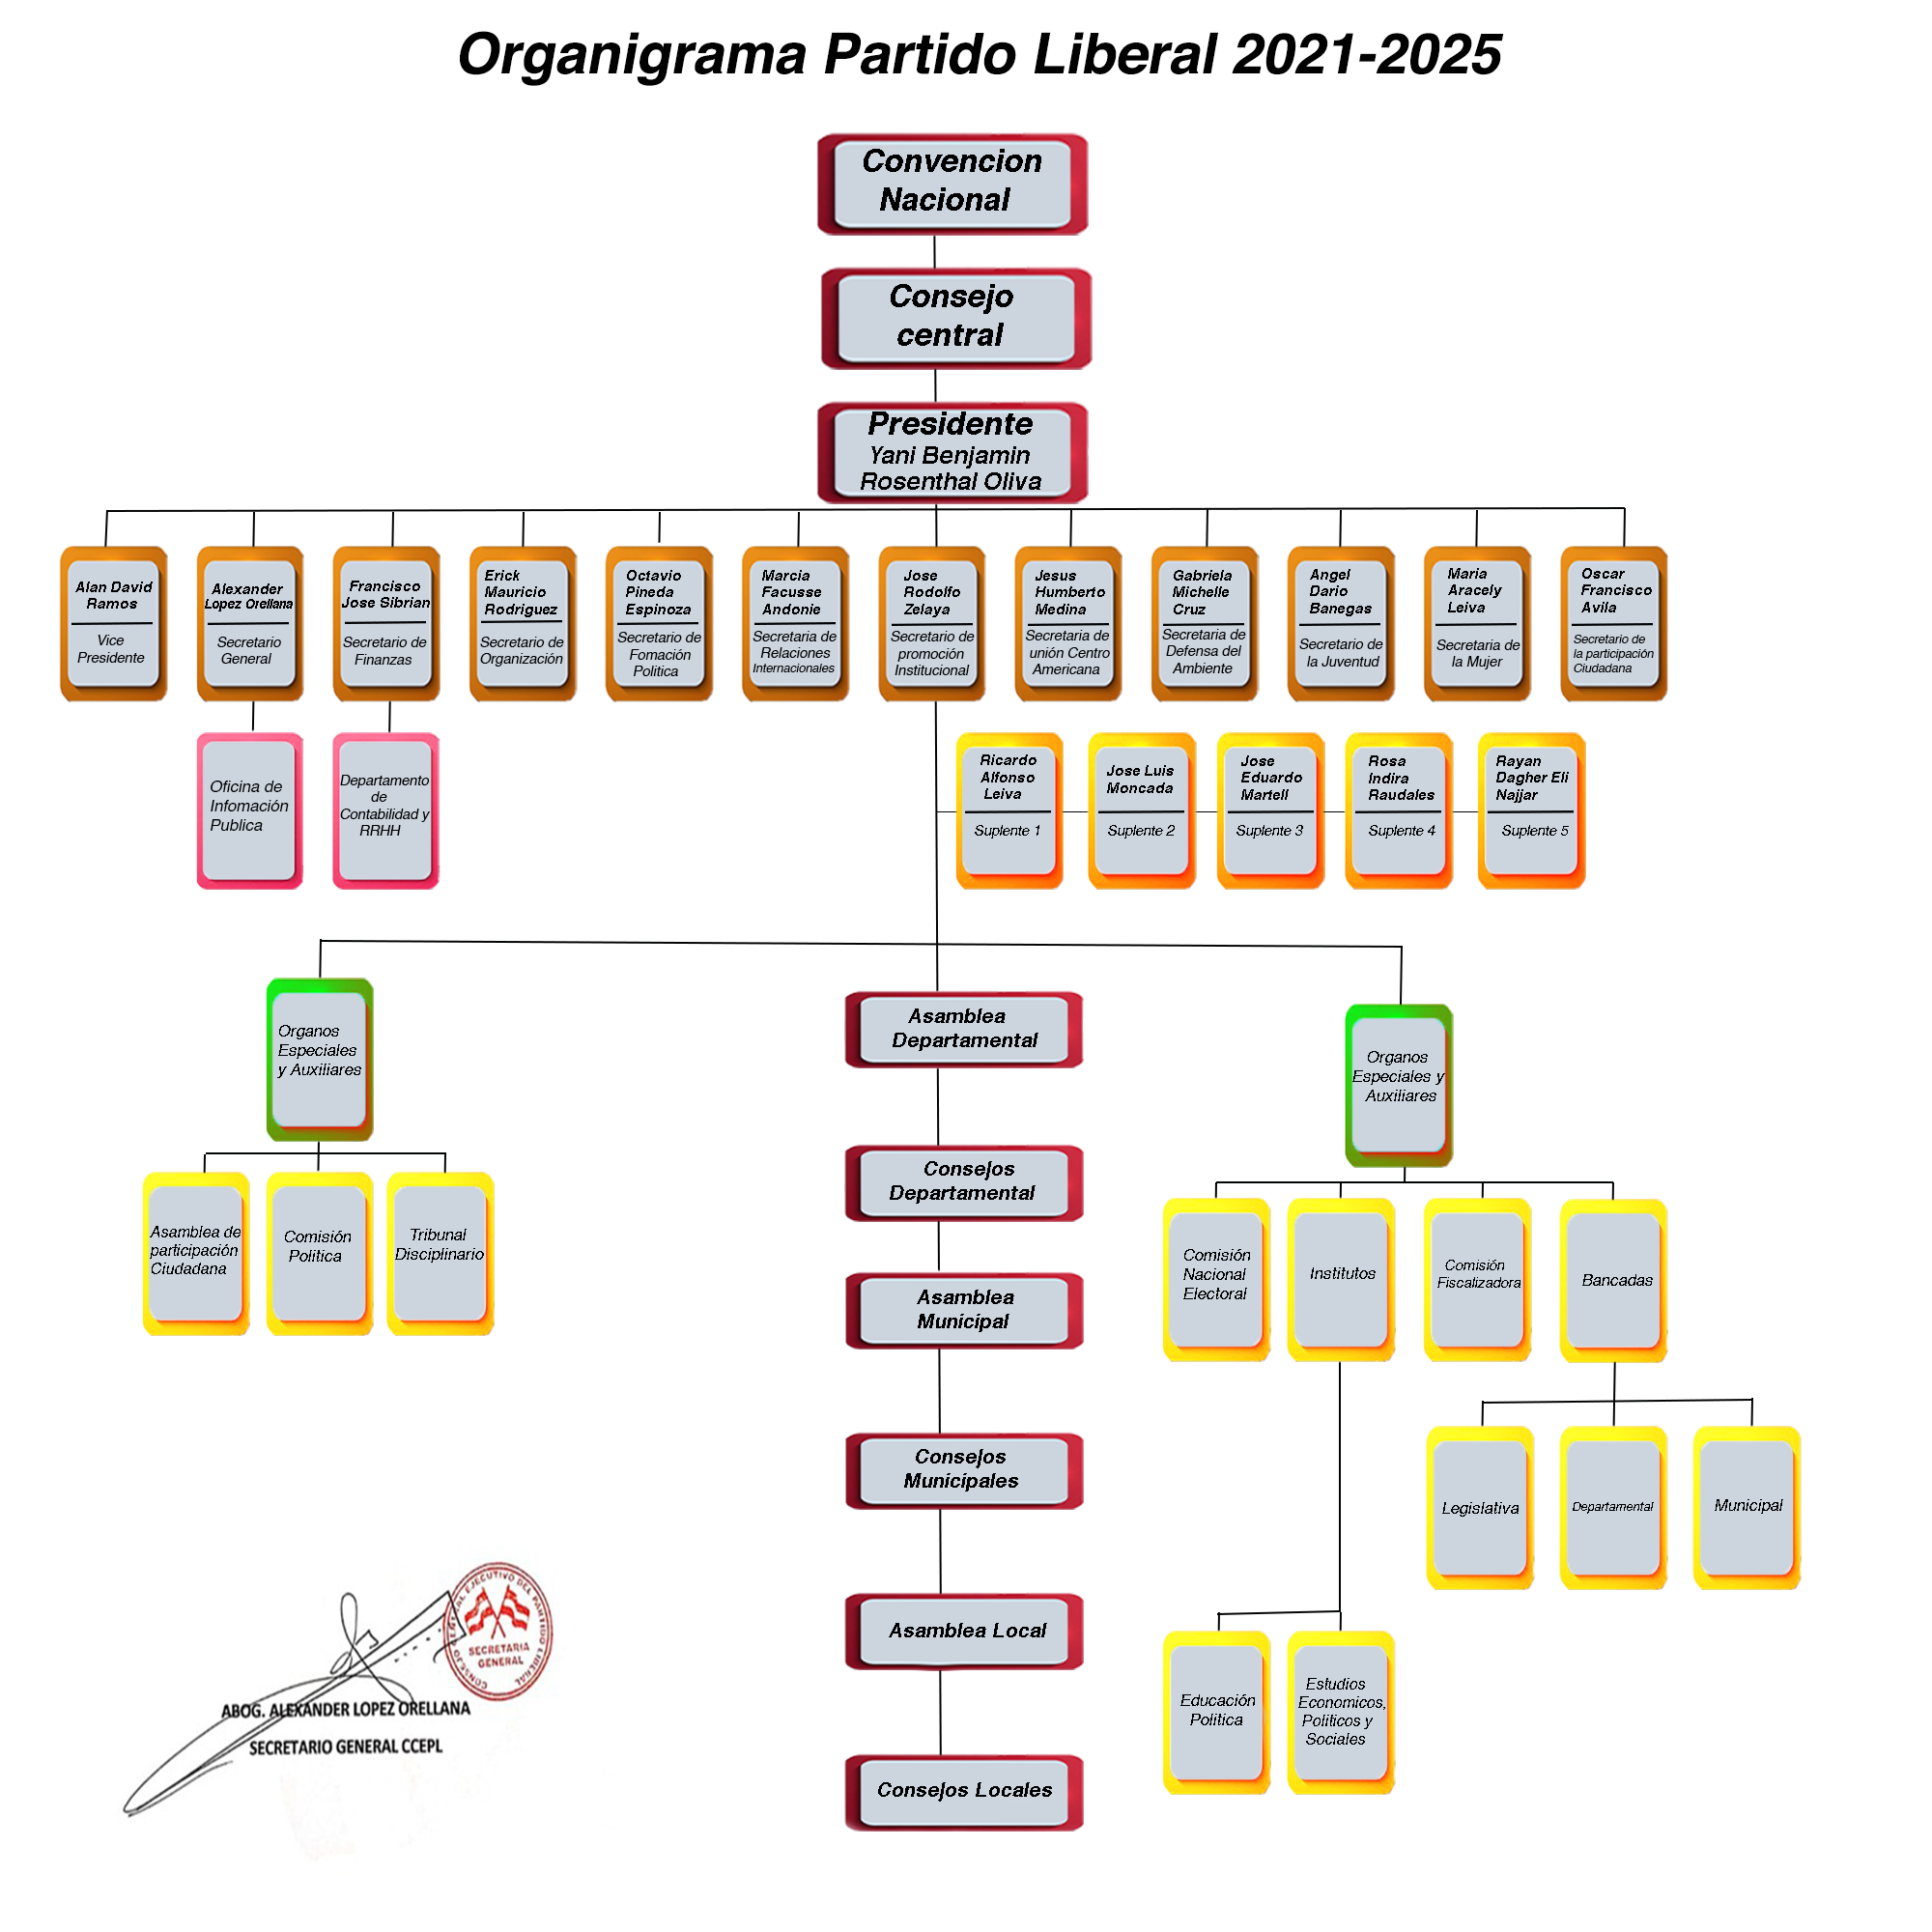 Organigrama Partido Liberal 2021-2025
Convencion
Nacional
Consejo
central
Presidente
Yani Benjamin
Rosenthal Oliva
Alan David
Ramos
Vice
Presidente
Alexander
Lopez Orellana
Secretario
General
Francisco
Jose Sibrian
Secretario de
Finanzas
Erick
Mauricio
Rodriguez
Secretario de
Organización
Octavio
Pineda
Espinoza
Secretario de
Fomación
Politica
Marcia
Facusse
Andonie
Secretaria de
Relaciones
Internacionales
Jose
Rodolfo
Zelaya
Secretario de
promoción
Institucional
Jesus
Humberto
Medina
Secretaria de
unión Centro
Americana
Gabriela
Michelle
Cruz
Secretaria de
Defensa del
Ambiente
Angel
Dario
Banegas
Secretario de
la Juventud
Maria
Aracely
Leiva
Secretaria de
la Mujer
Oscar
Francisco
Avila
Secretario de
la participación
Ciudadana
Oficina de
Infomación
Publica
Departamento
de
Contabilidad y
RRHH
Ricardo
Alfonso
Leiva
Suplente 1
Jose Luis
Moncada
Suplente 2
Jose
Eduardo
Martell
Suplente 3
Rosa
Indira
Raudales
Suplente 4
Rayan
Dagher Eli
Najjar
Suplente 5
Organos
Especiales
y Auxiliares
Asamblea de
participación
Ciudadana
Comisión
Politica
Tribunal
Disciplinario
Asamblea
Departamental
Consejos
Departamental
Asamblea
Municipal
Consejos
Municipales
Asamblea Local
Consejos Locales
Organos
Especiales y
Auxiliares
Comisión
Nacional
Electoral
Institutos
Comisión
Fiscalizadora
Bancadas
Legislativa
Departamental
Municipal
Educación
Politica
Estudios
Economicos,
Politicos y
Sociales
CONSEJO CENTRAL EJECUTIVO DEL PARTIDO LIBERAL
SECRETARIA
GENERAL
ABOG. ALEXANDER LOPEZ ORELLANA
SECRETARIO GENERAL CCEPL